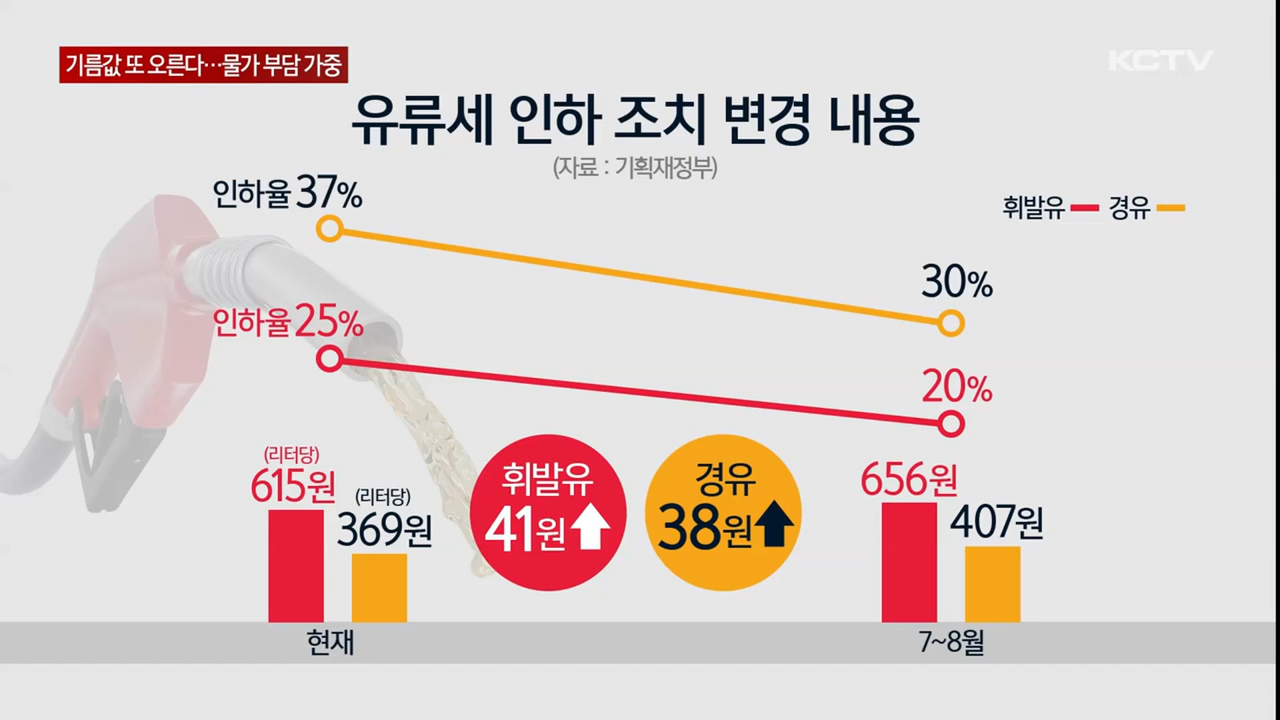 기름값 또 오른다…물가 부담 가중
KCTV
유류세 인하 조치 변경 내용
(자료 : 기획재정부)
인하율 37%
휘발유 경유
30%
인하율 25%
20%
(리터당)
615원
(리터당)
369원
휘발유
41원
경유
38원
656원
407원
현재
7~8월